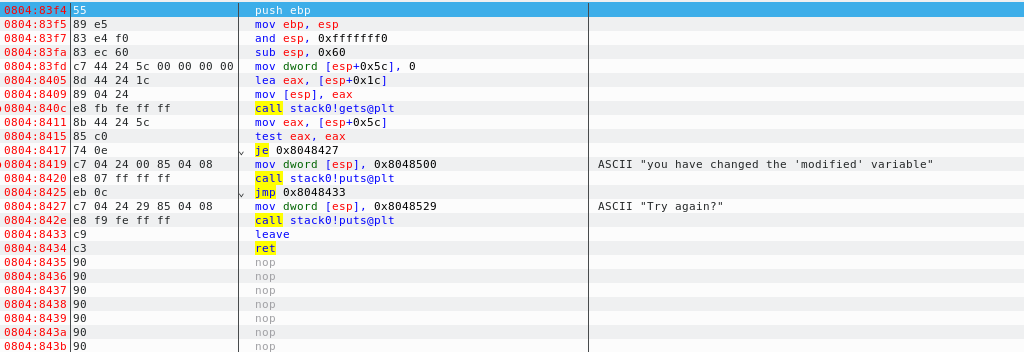 0804:83f4 55 push ebp
0804:83f5 89 e5 mov ebp, esp
0804:83f7 83 e4 f0 and esp, 0xfffffff0
0804:83fa 83 ec 60 sub esp, 0x60
0804:83fd c7 44 24 5c 00 00 00 00 mov dword [esp+0x5c], 0
0804:8405 8d 44 24 1c lea eax, [esp+0x1c]
0804:8409 89 04 24 mov [esp], eax
0804:840c e8 fb fe ff ff call stack0!gets@plt
0804:8411 8b 44 24 5c mov eax, [esp+0x5c]
0804:8415 85 c0 test eax, eax
0804:8417 74 0e je 0x8048427
0804:8419 c7 04 24 00 85 04 08 mov dword [esp], 0x8048500 ASCII "you have changed the 'modified' variable"
0804:8420 e8 07 ff ff ff call stack0!puts@plt
0804:8425 eb 0c jmp 0x8048433
0804:8427 c7 04 24 29 85 04 08 mov dword [esp], 0x8048529 ASCII "Try again?"
0804:842e e8 f9 fe ff ff call stack0!puts@plt
0804:8433 c9 leave
0804:8434 c3 ret
0804:8435 90 nop
0804:8436 90 nop
0804:8437 90 nop
0804:8438 90 nop
0804:8439 90 nop
0804:843a 90 nop
0804:843b 90 nop